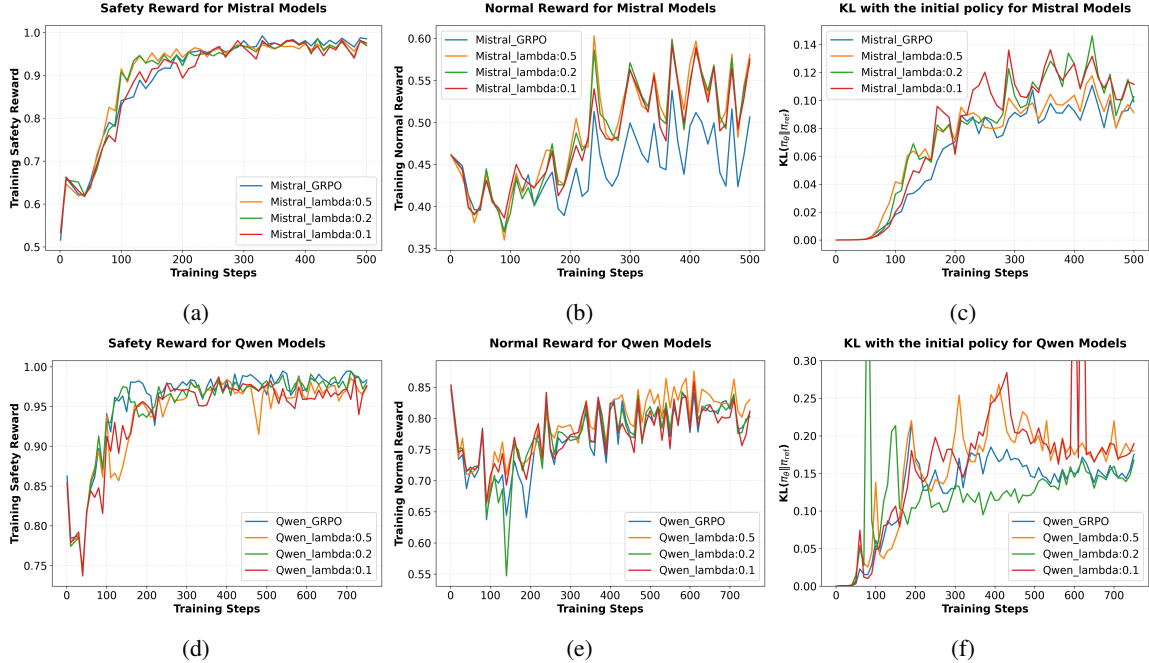 Safety Reward for Mistral Models
Training Safety Reward
1.0
0.9
0.8
0.7
0.6
0.5
Mistral_GRPO
Mistral_lambda:0.5
Mistral_lambda:0.2
Mistral_lambda:0.1
0 100 200 300 400 500
Training Steps
(a)
Normal Reward for Mistral Models
Training Normal Reward
0.60
0.55
0.50
0.45
0.40
0.35
Mistral_GRPO
Mistral_lambda:0.5
Mistral_lambda:0.2
Mistral_lambda:0.1
0 100 200 300 400 500
Training Steps
(b)
KL with the initial policy for Mistral Models
KL(πθ‖πref)
0.14
0.12
0.10
0.08
0.06
0.04
0.02
0.00
Mistral_GRPO
Mistral_lambda:0.5
Mistral_lambda:0.2
Mistral_lambda:0.1
0 100 200 300 400 500
Training Steps
(c)
Safety Reward for Qwen Models
Training Safety Reward
1.00
0.95
0.90
0.85
0.80
0.75
Qwen_GRPO
Qwen_lambda:0.5
Qwen_lambda:0.2
Qwen_lambda:0.1
0 100 200 300 400 500 600 700
Training Steps
(d)
Normal Reward for Qwen Models
Training Normal Reward
0.85
0.80
0.75
0.70
0.65
0.60
0.55
Qwen_GRPO
Qwen_lambda:0.5
Qwen_lambda:0.2
Qwen_lambda:0.1
0 100 200 300 400 500 600 700
Training Steps
(e)
KL with the initial policy for Qwen Models
KL(πθ‖πref)
0.30
0.25
0.20
0.15
0.10
0.05
0.00
Qwen_GRPO
Qwen_lambda:0.5
Qwen_lambda:0.2
Qwen_lambda:0.1
0 100 200 300 400 500 600 700
Training Steps
(f)